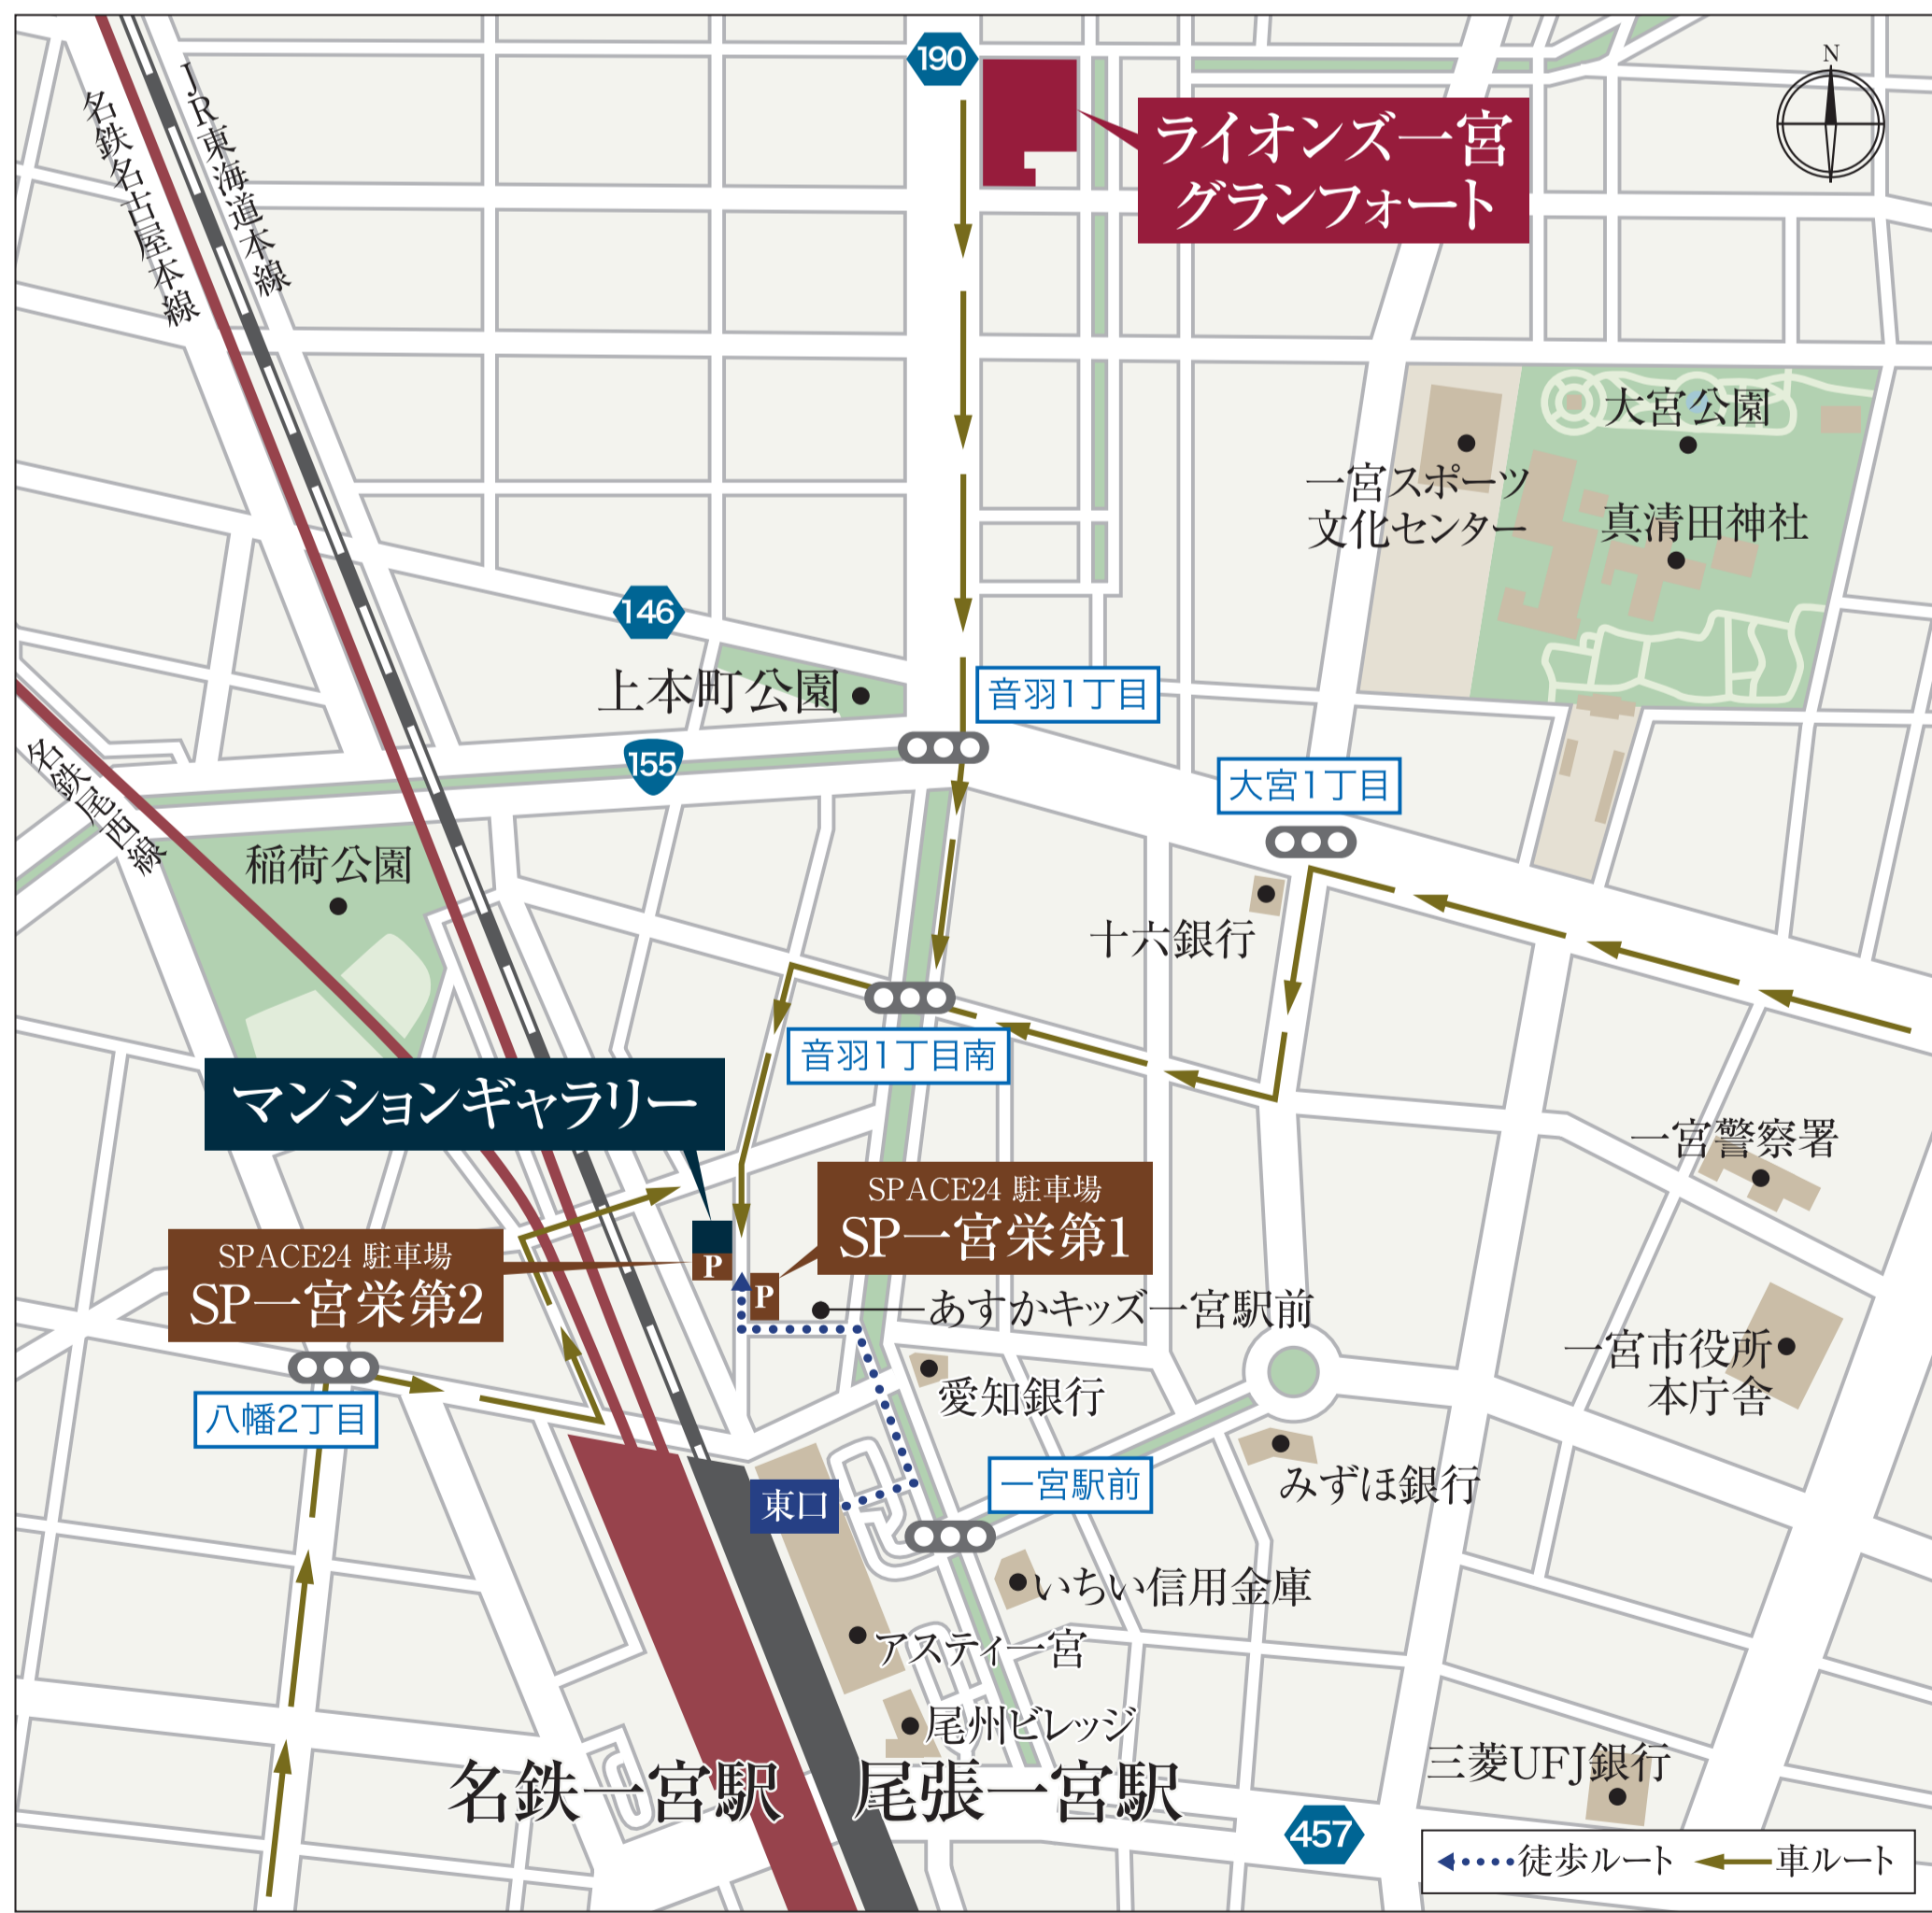 190
N
ライオンズ一宮
グランフォート
JR東海道本線
名鉄名古屋本線
大宮公園
一宮スポーツ
文化センター
真清田神社
146
上本町公園
音羽1丁目
155
大宮1丁目
名鉄尾西線
稲荷公園
十六銀行
音羽1丁目南
マンションギャラリー
一宮警察署
SPACE24 駐車場
SP一宮栄第1
SPACE24 駐車場
SP一宮栄第2
P
P
あすかキッズ一宮駅前
一宮市役所
本庁舎
愛知銀行
八幡2丁目
みずほ銀行
一宮駅前
東口
いちい信用金庫
アスティ一宮
尾州ビレッジ
名鉄一宮駅
尾張一宮駅
三菱UFJ銀行
457
徒歩ルート
車ルート